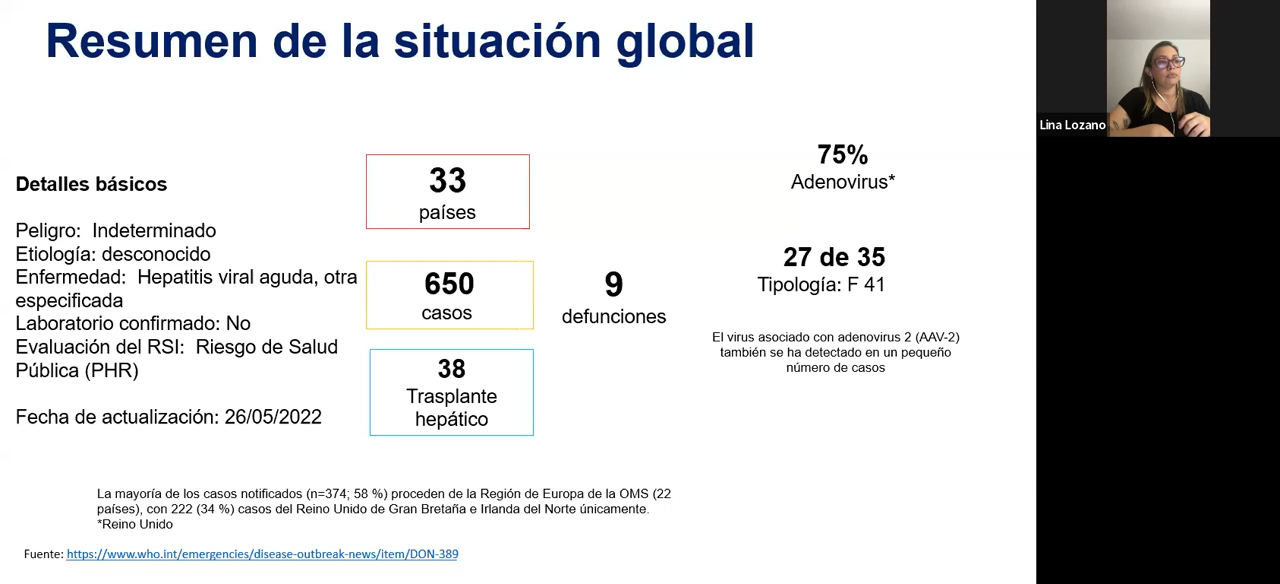 Resumen de la situación global
Lina Lozano
Detalles básicos
Peligro: Indeterminado
Etiología: desconocido
Enfermedad: Hepatitis viral aguda, otra
especificada
Laboratorio confirmado: No
Evaluación del RSI: Riesgo de Salud
Pública (PHR)
Fecha de actualización: 26/05/2022
33
países
650
casos
38
Trasplante
hepático
9
defunciones
75%
Adenovirus*
27 de 35
Tipología: F 41
El virus asociado con adenovirus 2 (AAV-2)
también se ha detectado en un pequeño
número de casos
La mayoría de los casos notificados (n=374; 58 %) proceden de la Región de Europa de la OMS (22
países), con 222 (34 %) casos del Reino Unido de Gran Bretaña e Irlanda del Norte únicamente.
*Reino Unido
Fuente: https://www.who.int/emergencies/disease-outbreak-news/item/DON-389